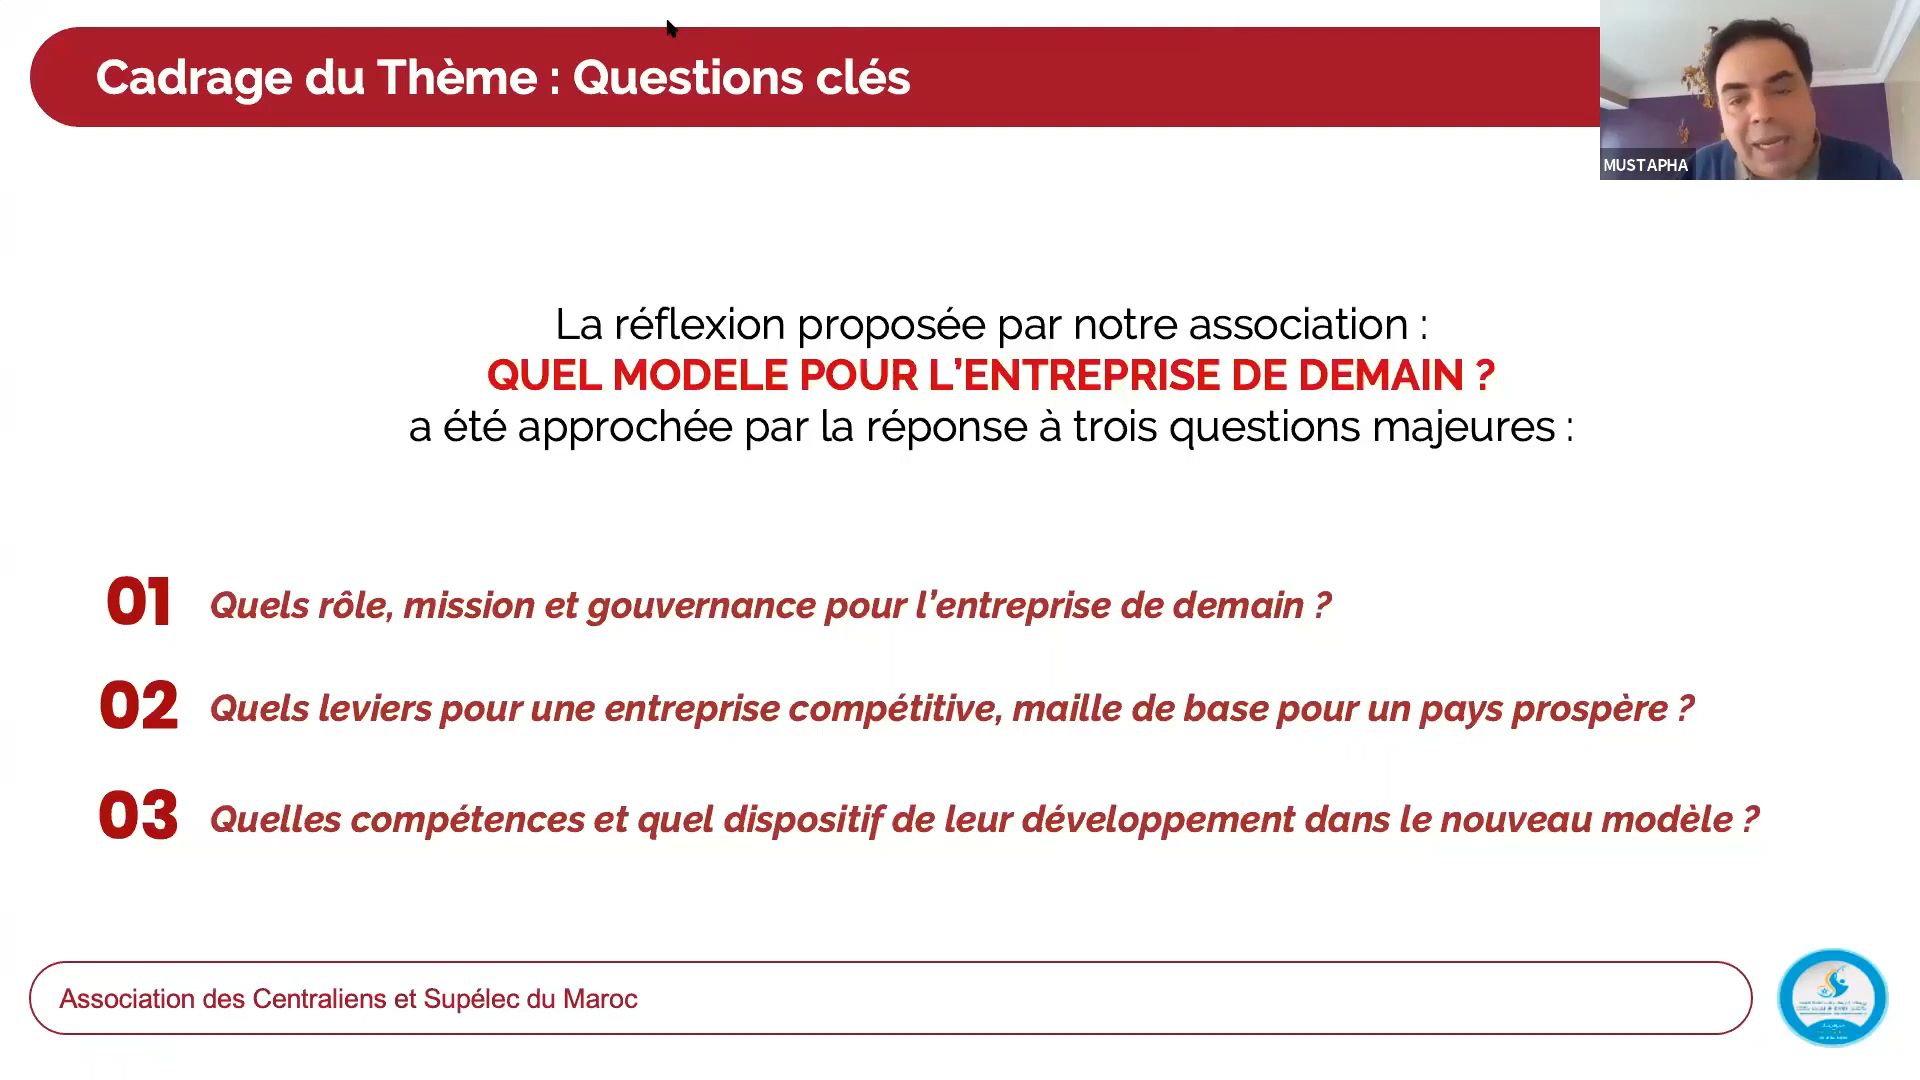 Cadrage du Thème : Questions clés
MUSTAPHA
La réflexion proposée par notre association :
QUEL MODELE POUR L’ENTREPRISE DE DEMAIN ?
a été approchée par la réponse à trois questions majeures :
01 Quels rôle, mission et gouvernance pour l’entreprise de demain ?
02 Quels leviers pour une entreprise compétitive, maille de base pour un pays prospère ?
03 Quelles compétences et quel dispositif de leur développement dans le nouveau modèle ?
Association des Centraliens et Supélec du Maroc